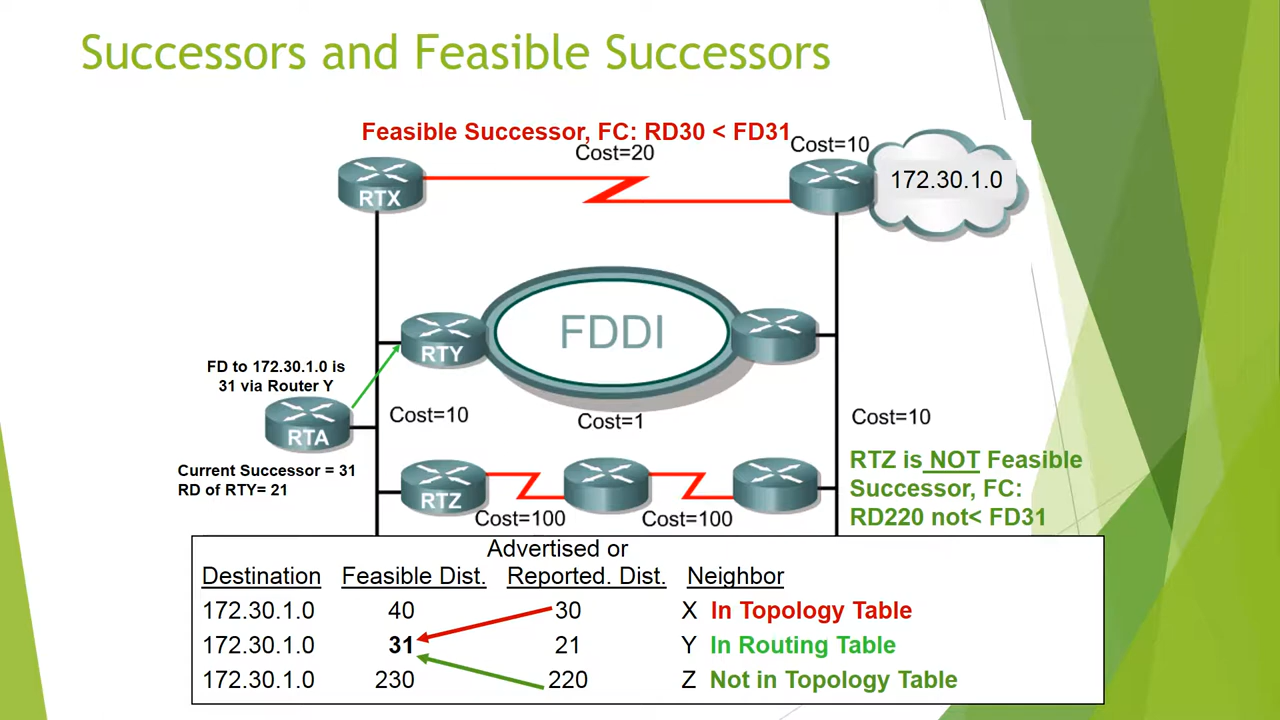 Successors and Feasible Successors
Feasible Successor, FC: RD30 < FD31
Cost=20
Cost=10
RTX
172.30.1.0
FDDI
RTY
FD to 172.30.1.0 is
31 via Router Y
RTA
Cost=10
Cost=1
Cost=10
Current Successor = 31
RD of RTY= 21
RTZ
Cost=100
Cost=100
RTZ is NOT Feasible
Successor, FC:
RD220 not< FD31
Advertised or
Destination Feasible Dist. Reported. Dist. Neighbor
172.30.1.0 40 30 X In Topology Table
172.30.1.0 31 21 Y In Routing Table
172.30.1.0 230 220 Z Not in Topology Table